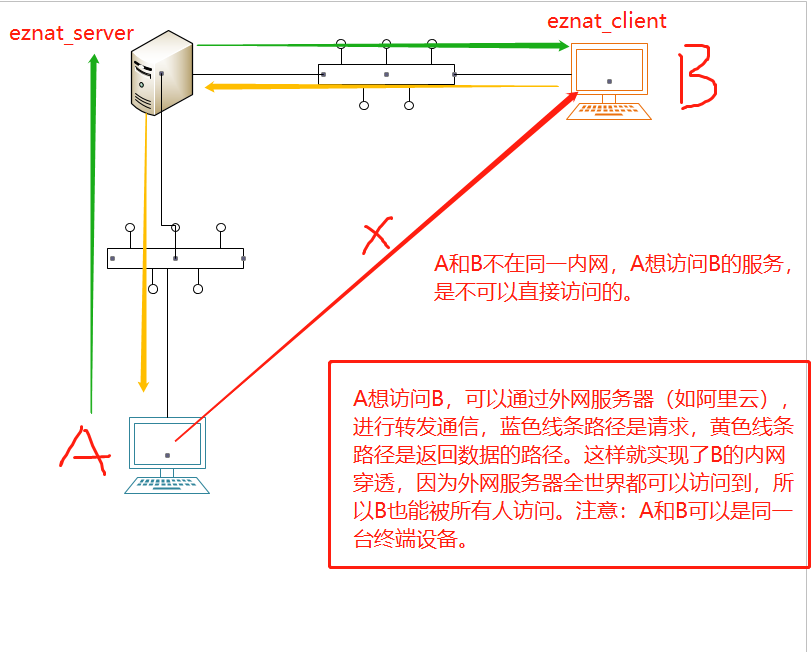 eznat_server
eznat_client
B
X
A和B不在同一内网，A想访问B的服务，
是不可以直接访问的。
A想访问B，可以通过外网服务器（如阿里云），
进行转发通信，蓝色线条路径是请求，黄色线条
路径是返回数据的路径。这样就实现了B的内网
穿透，因为外网服务器全世界都可以访问到，所
以B也能被所有人访问。注意：A和B可以是同一
台终端设备。
A